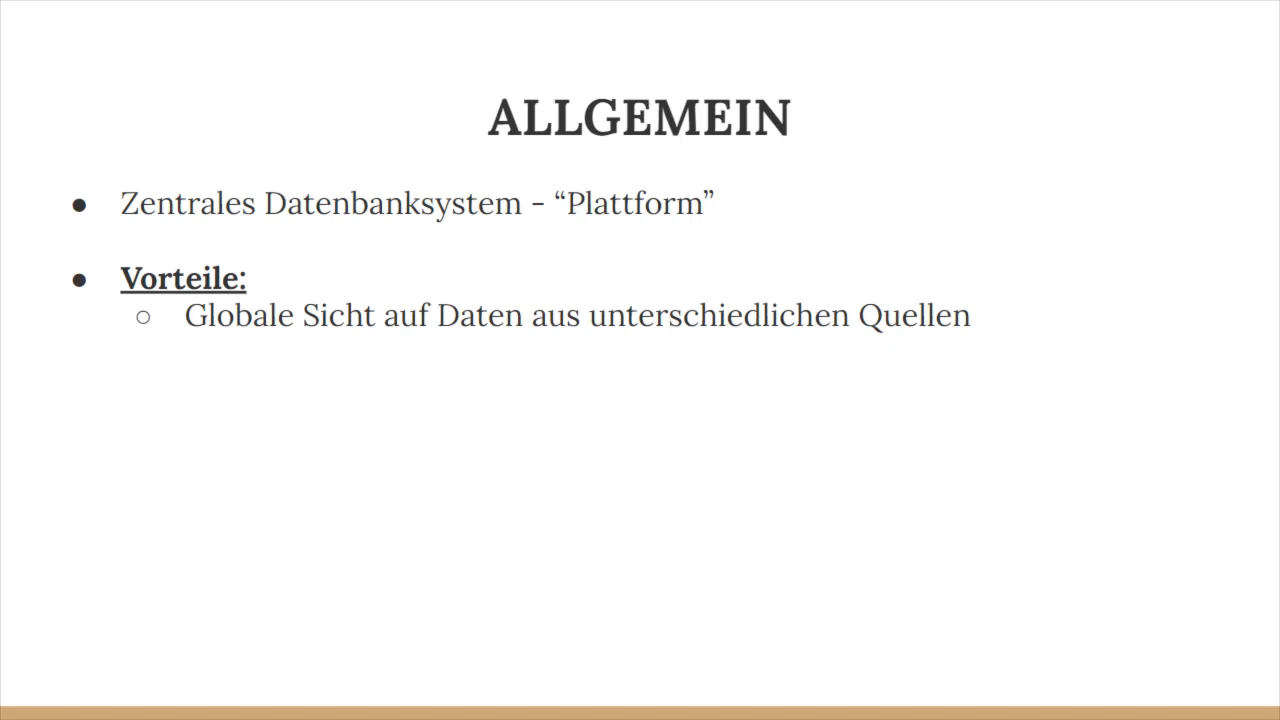 ALLGEMEIN
● Zentrales Datenbanksystem - “Plattform”
● Vorteile:
○ Globale Sicht auf Daten aus unterschiedlichen Quellen